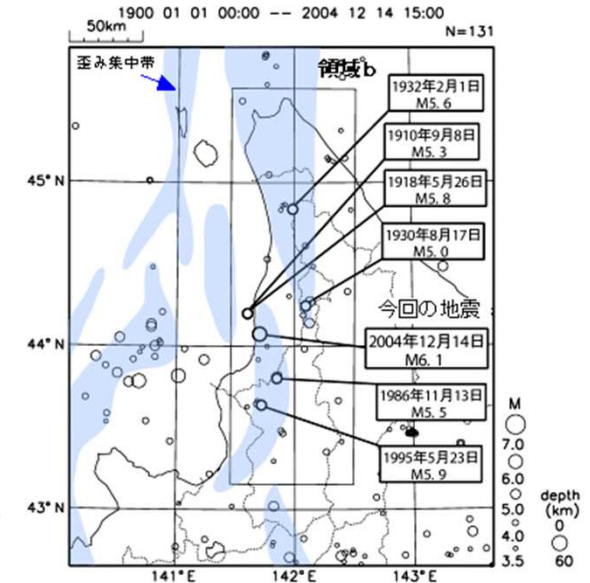 1900 01 01 00:00 -- 2004 12 14 15:00
50km
N=131
歪み集中帯
領域b
1932年2月1日
M5.6
1910年9月8日
M5.3
45°N
1918年5月26日
M5.8
1930年8月17日
M5.0
今回の地震
44°N
2004年12月14日
M6.1
1986年11月13日
M5.5
1995年5月23日
M5.9
43°N
141°E
142°E
143°E
M
7.0
6.0
5.0
4.0
3.5
depth
(km)
0
60